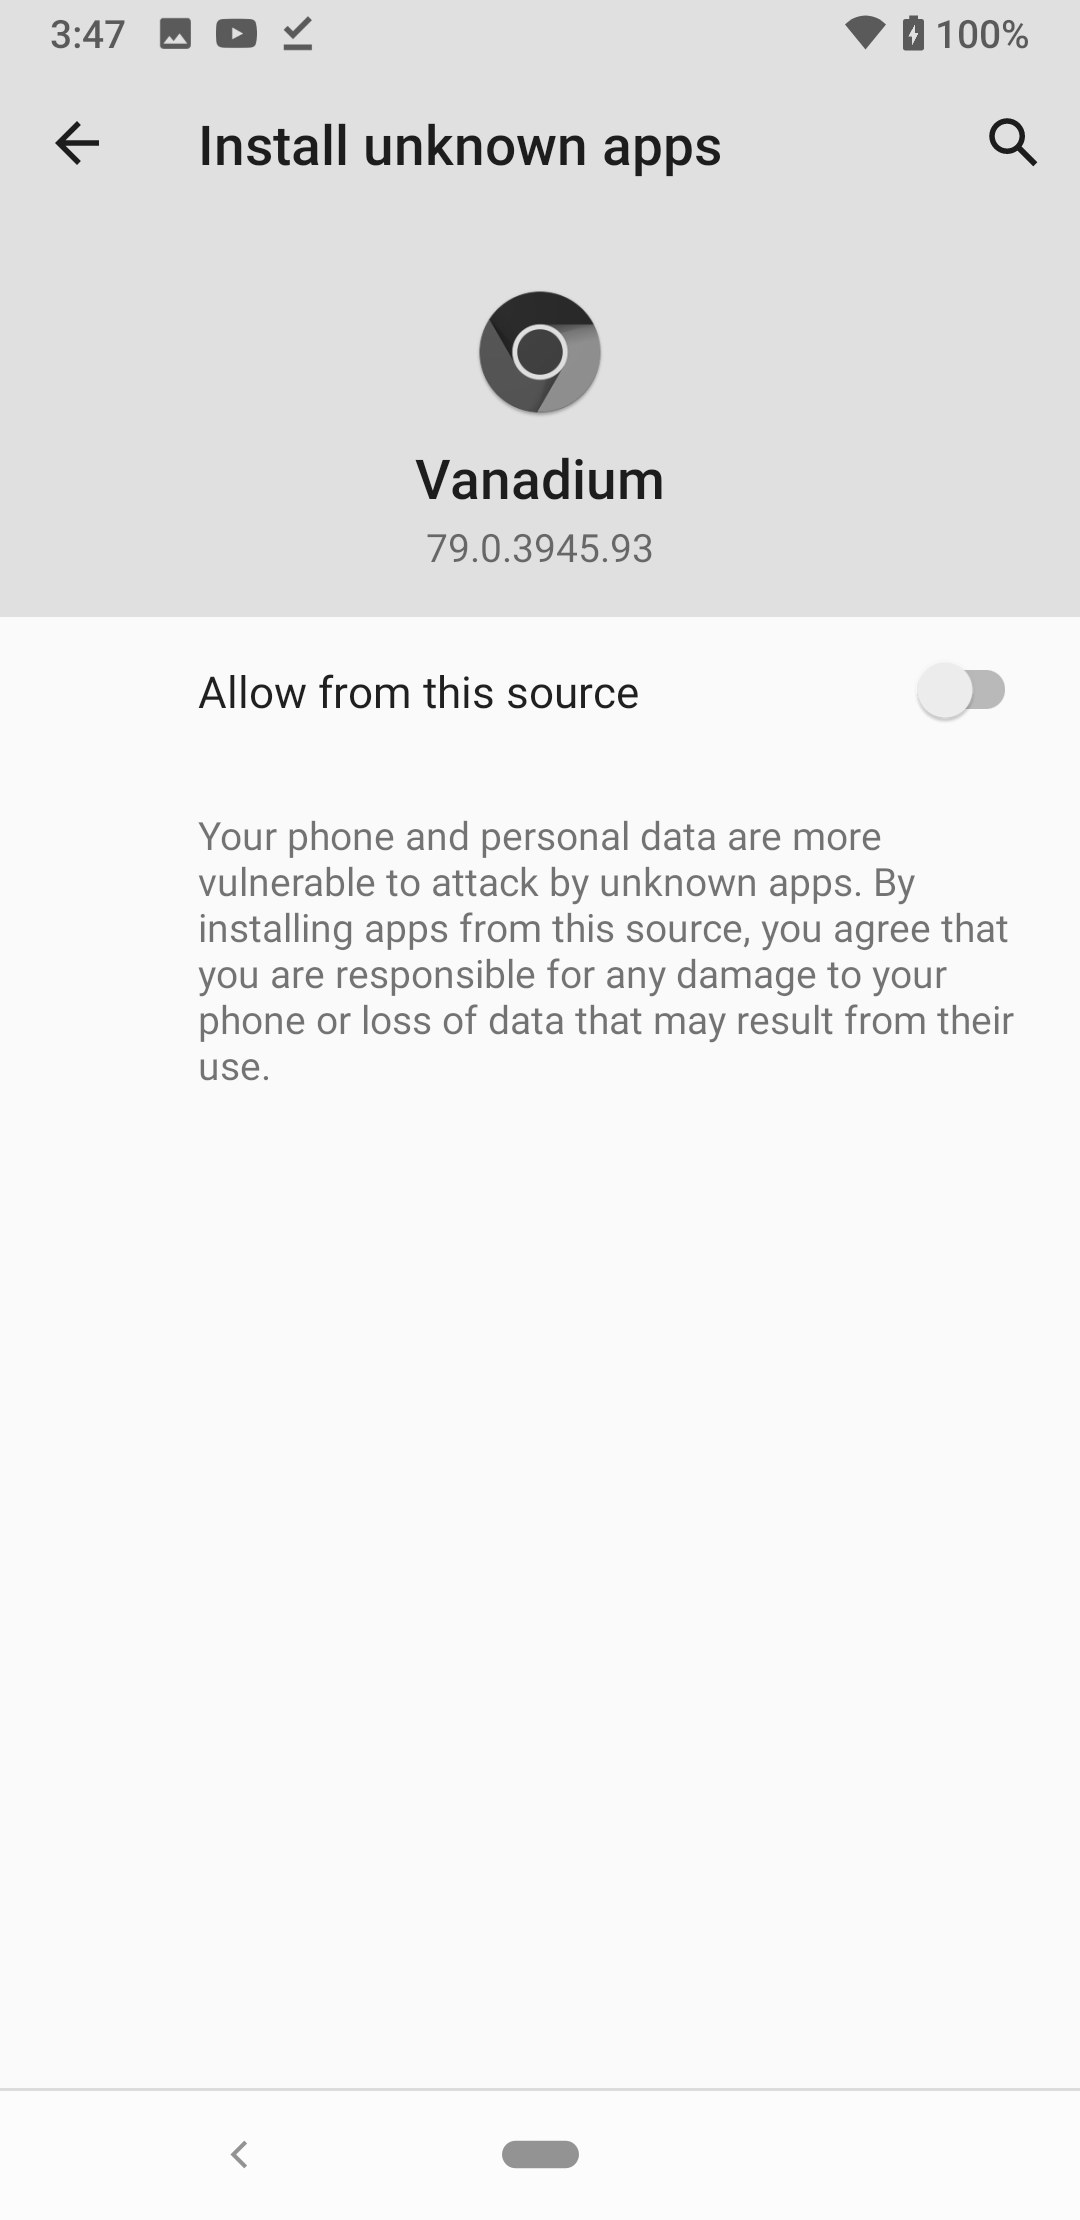 3:47 100%
Install unknown apps
Vanadium
79.0.3945.93
Allow from this source
Your phone and personal data are more
vulnerable to attack by unknown apps. By
installing apps from this source, you agree that
you are responsible for any damage to your
phone or loss of data that may result from their
use.